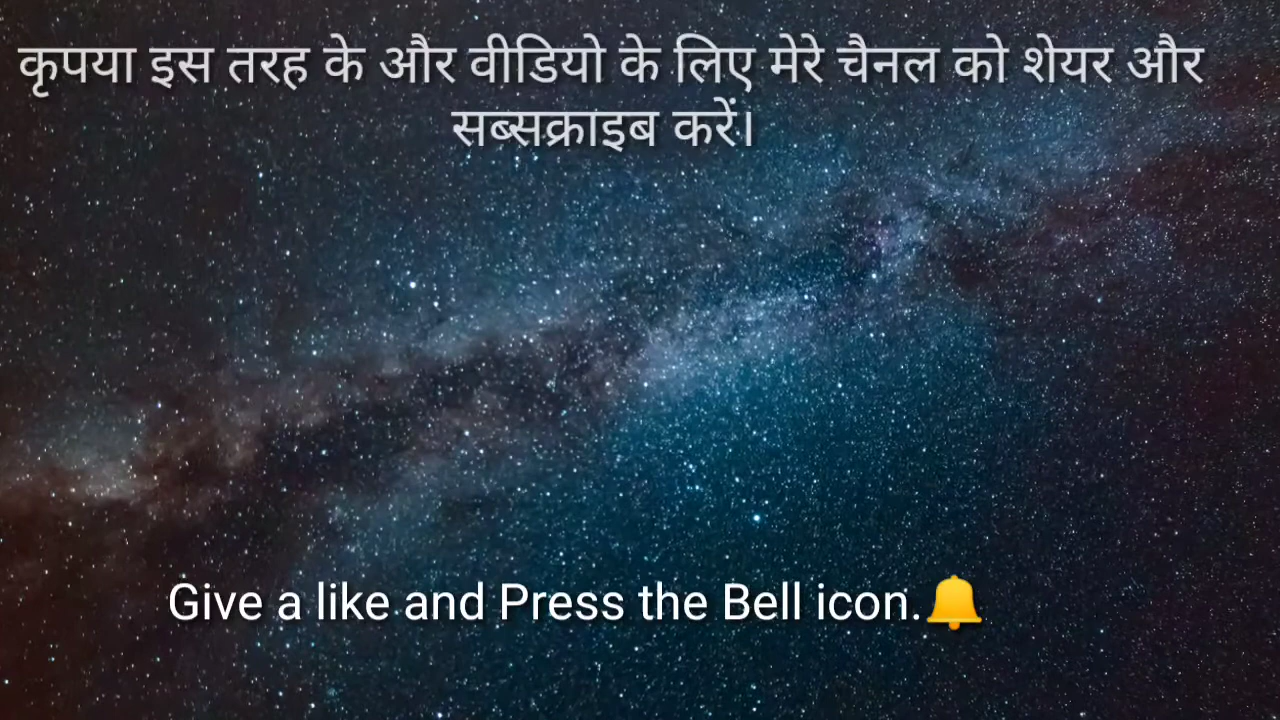 कृपया इस तरह के और वीडियो के लिए मेरे चैनल को शेयर और
सब्सक्राइब करें।
Give a like and Press the Bell icon.🔔